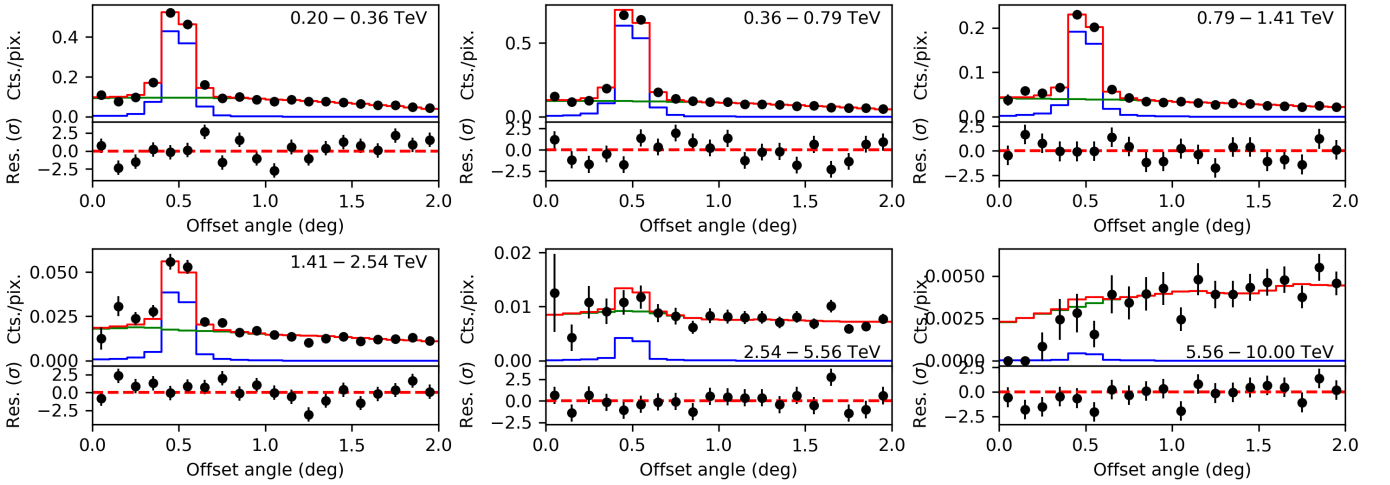 0.20 − 0.36 TeV
Cts./pix.
0.4
0.2
0.0
Res. (σ)
2.5
0.0
−2.5
0.0 0.5 1.0 1.5 2.0
Offset angle (deg)
0.36 − 0.79 TeV
Cts./pix.
0.5
0.0
Res. (σ)
2.5
0.0
−2.5
0.0 0.5 1.0 1.5 2.0
Offset angle (deg)
0.79 − 1.41 TeV
Cts./pix.
0.2
0.1
0.0
Res. (σ)
2.5
0.0
−2.5
0.0 0.5 1.0 1.5 2.0
Offset angle (deg)
1.41 − 2.54 TeV
Cts./pix.
0.050
0.025
0.000
Res. (σ)
2.5
0.0
−2.5
0.0 0.5 1.0 1.5 2.0
Offset angle (deg)
0.02
Cts./pix.
0.01
0.00
2.54 − 5.56 TeV
Res. (σ)
2.5
0.0
−2.5
0.0 0.5 1.0 1.5 2.0
Offset angle (deg)
Cts./pix.
0.0050
0.0025
0.0000
5.56 − 10.00 TeV
Res. (σ)
2.5
0.0
−2.5
0.0 0.5 1.0 1.5 2.0
Offset angle (deg)